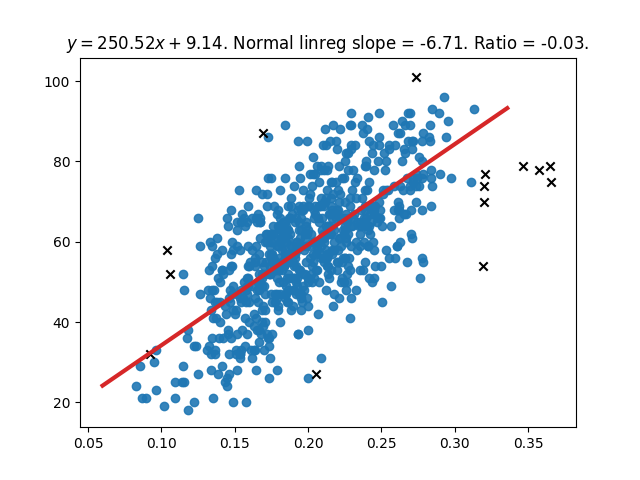 y = 250.52x + 9.14. Normal linreg slope = -6.71. Ratio = -0.03.
100
80
60
40
20
0.05 0.10 0.15 0.20 0.25 0.30 0.35